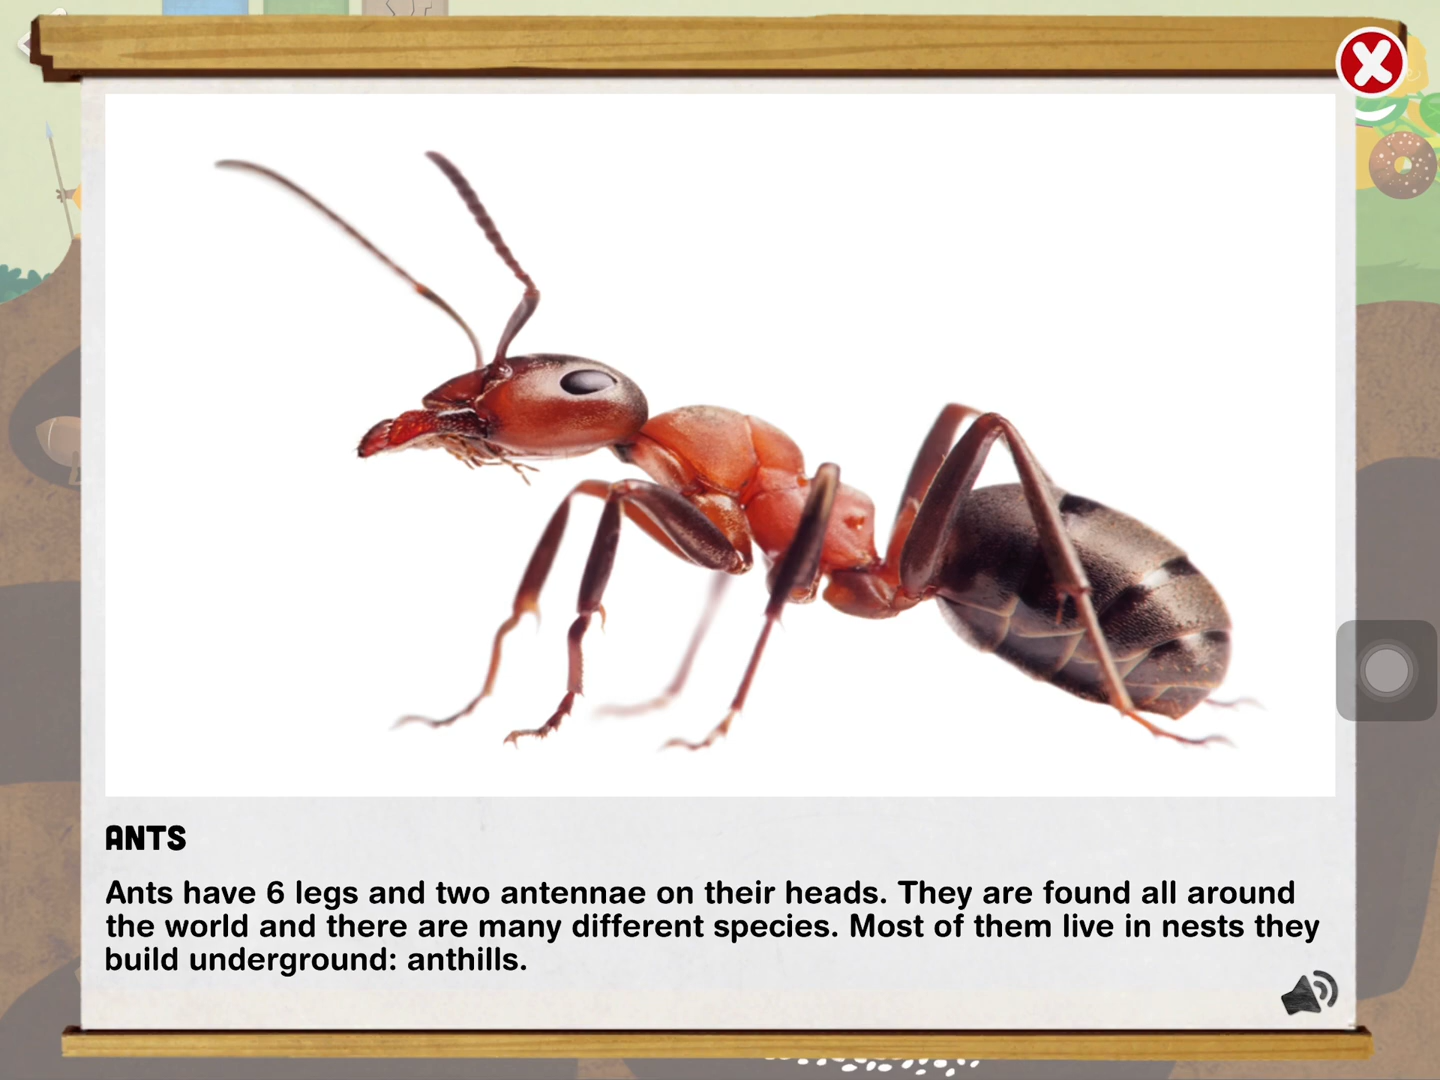 ANTS
Ants have 6 legs and two antennae on their heads. They are found all around
the world and there are many different species. Most of them live in nests they
build underground: anthills.